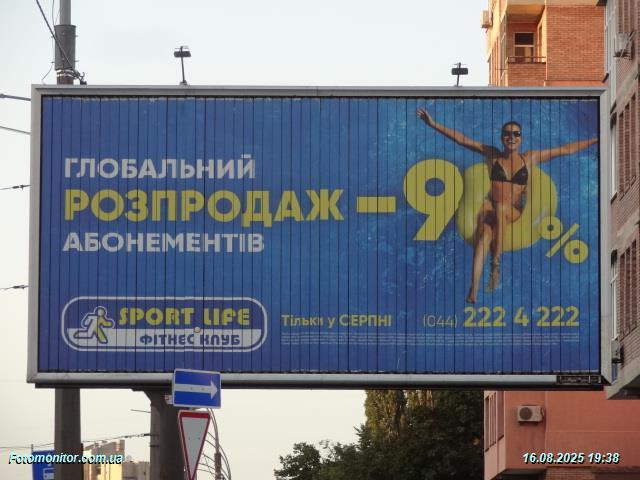 ГЛОБАЛЬНИЙ
РОЗПРОДАЖ -90%
АБОНЕМЕНТІВ
SPORT LIFE
ФІТНЕС КЛУБ
Тільки у СЕРПНІ
(044) 222 4 222
Fotomonitor.com.ua
16.08.2025 19:38